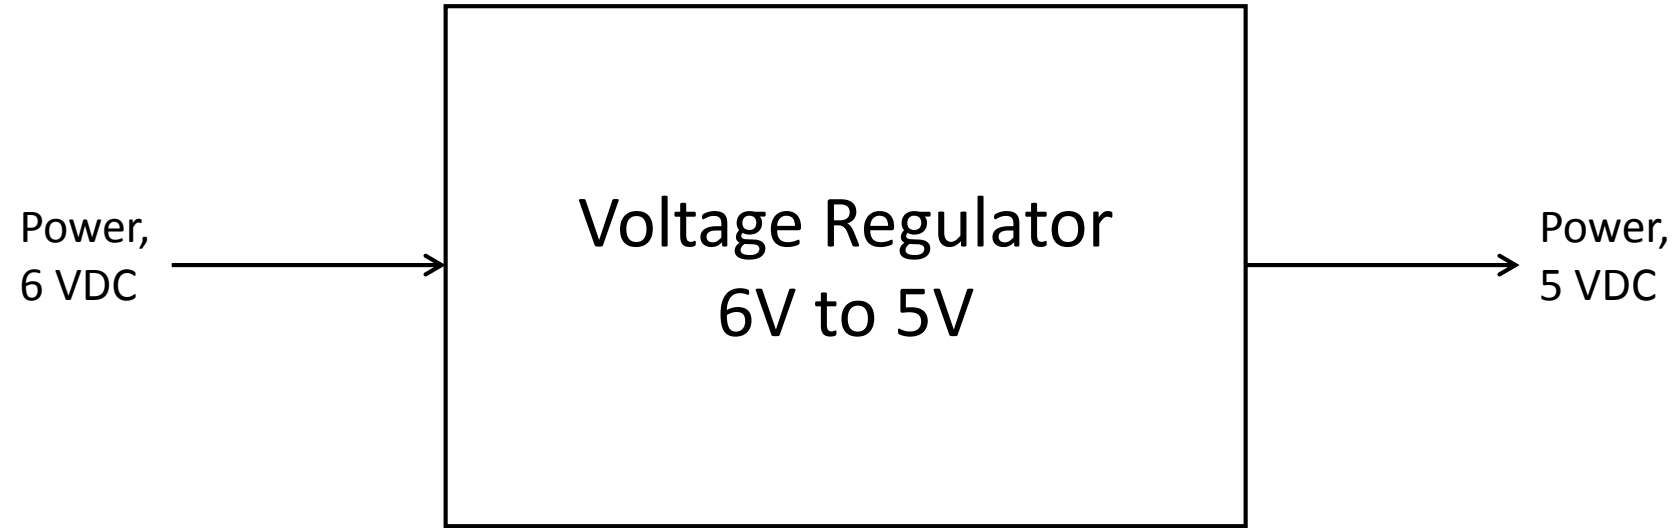 Power,
6 VDC
Voltage Regulator
6V to 5V
Power,
5 VDC